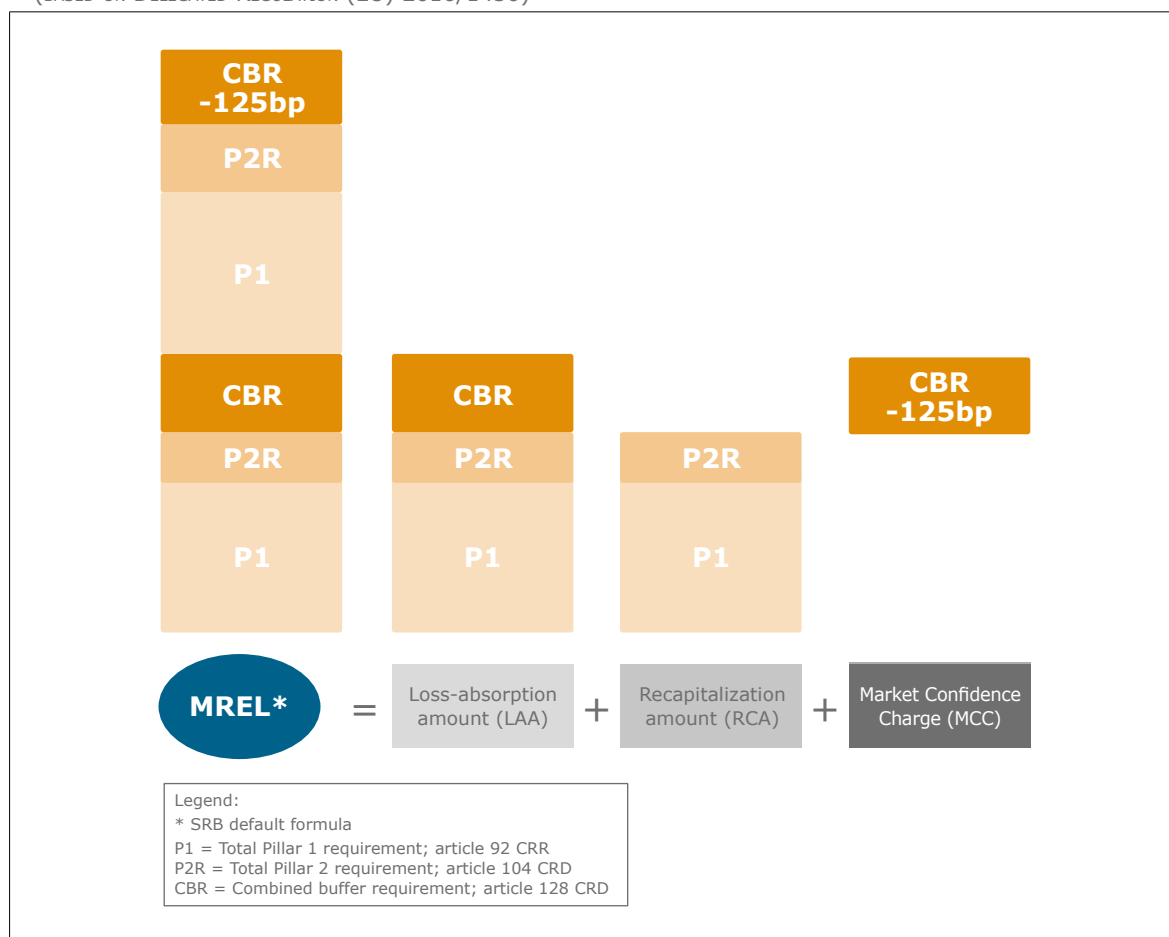 CBR
-125bp
P2R
P1
CBR
CBR
CBR
-125bp
P2R
P2R
P2R
P1
P1
P1
MREL*
=
Loss-absorption
amount (LAA)
+
Recapitalization
amount (RCA)
+
Market Confidence
Charge (MCC)
Legend:
* SRB default formula
P1 = Total Pillar 1 requirement; article 92 CRR
P2R = Total Pillar 2 requirement; article 104 CRD
CBR = Combined buffer requirement; article 128 CRD